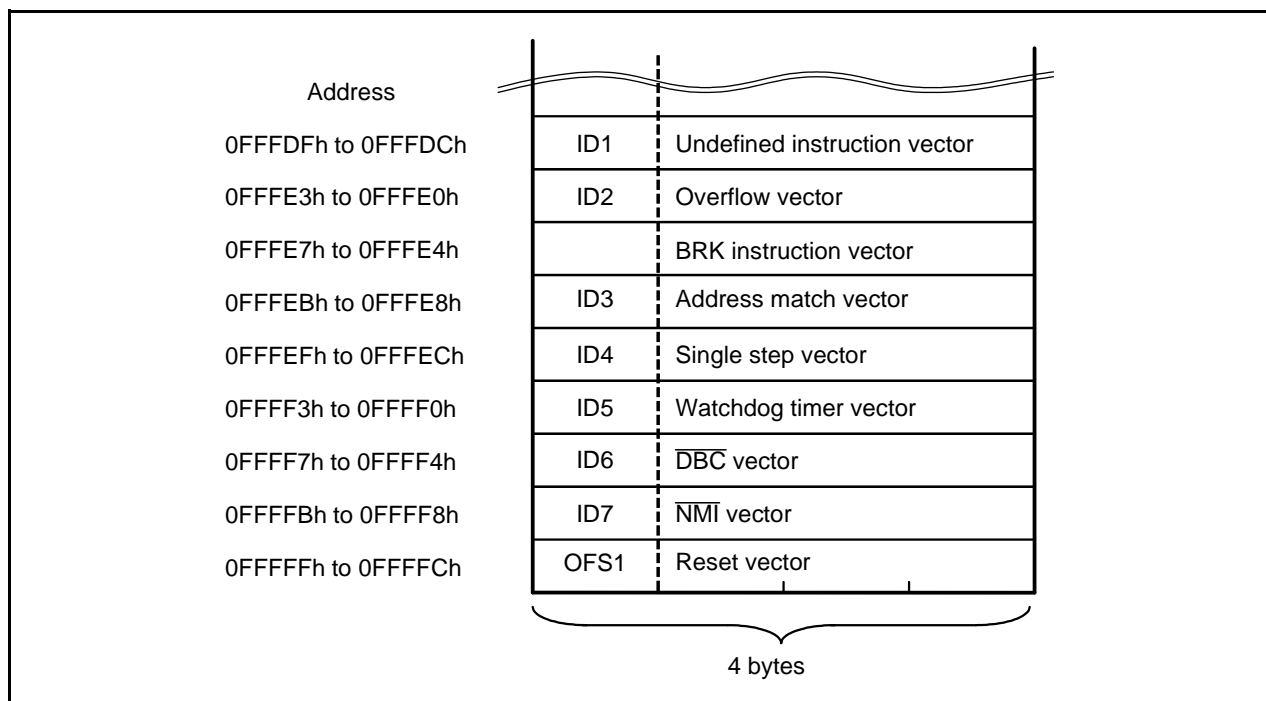 Address
0FFFDFh to 0FFFDCh ID1 Undefined instruction vector
0FFFE3h to 0FFFE0h ID2 Overflow vector
0FFFE7h to 0FFFE4h BRK instruction vector
0FFFEBh to 0FFFE8h ID3 Address match vector
0FFFEFh to 0FFFECh ID4 Single step vector
0FFFF3h to 0FFFF0h ID5 Watchdog timer vector
0FFFF7h to 0FFFF4h ID6 D̅B̅C̅ vector
0FFFFBh to 0FFFF8h ID7 N̅M̅I̅ vector
0FFFFFh to 0FFFFCh OFS1 Reset vector
4 bytes